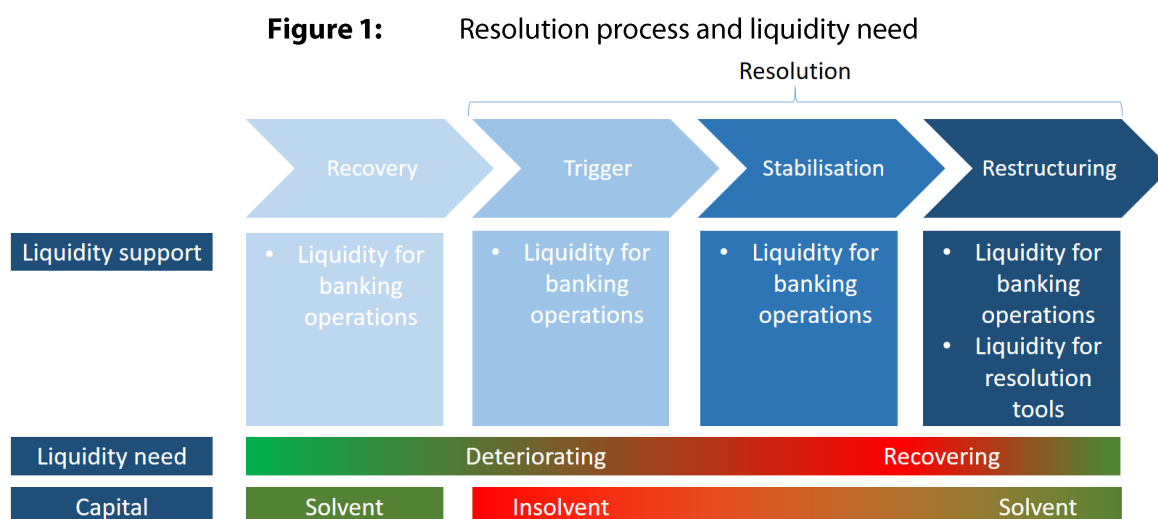 Figure 1: Resolution process and liquidity need
Resolution
Recovery
Trigger
Stabilisation
Restructuring
Liquidity support
• Liquidity for
banking
operations
• Liquidity for
banking
operations
• Liquidity for
banking
operations
• Liquidity for
banking
operations
• Liquidity for
resolution
tools
Liquidity need
Deteriorating
Recovering
Capital
Solvent
Insolvent
Solvent